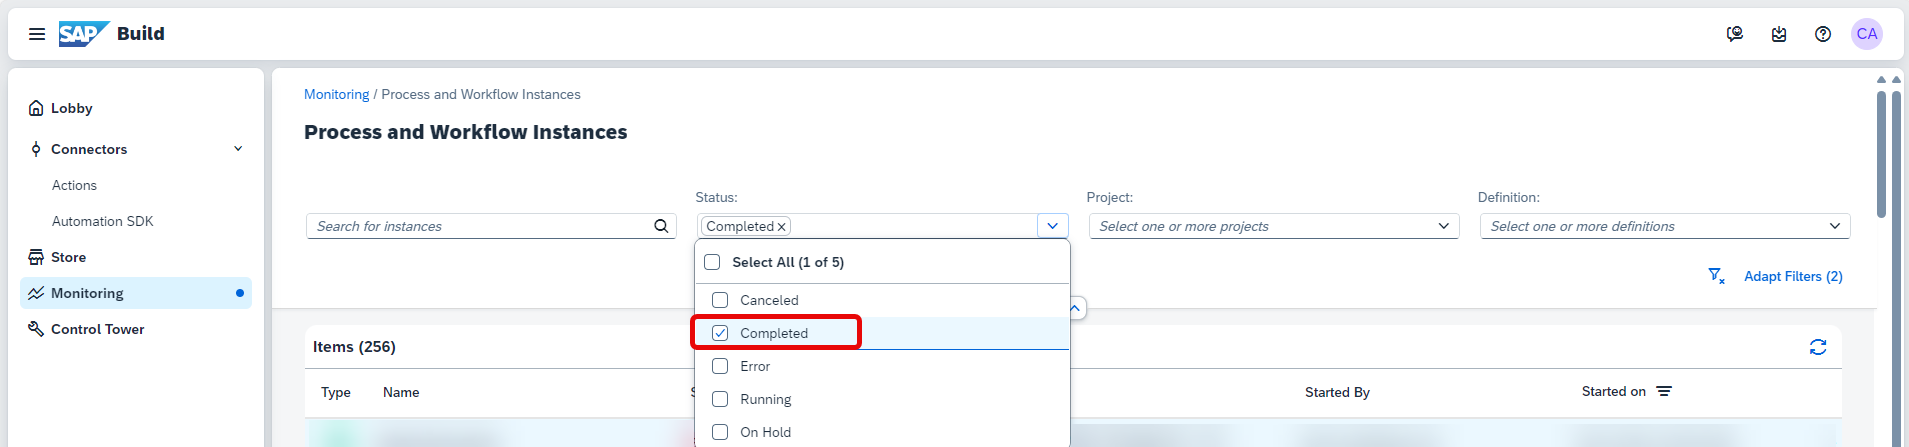 SAP Build
CA
Lobby
Connectors
Actions
Automation SDK
Store
Monitoring
Control Tower
Monitoring / Process and Workflow Instances
Process and Workflow Instances
Search for instances
Status:
Completed
Project:
Select one or more projects
Definition:
Select one or more definitions
Adapt Filters (2)
Select All (1 of 5)
Canceled
Completed
Error
Running
On Hold
Items (256)
Type Name Started By Started on